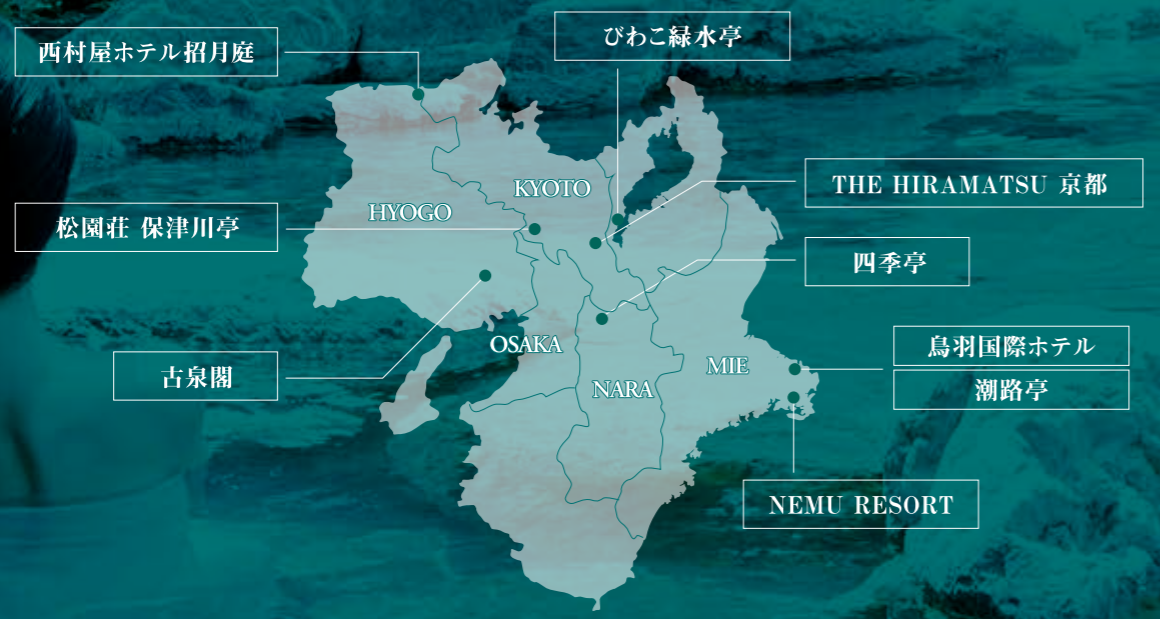 西村屋ホテル招月庭
びわこ緑水亭
KYOTO
THE HIRAMATSU 京都
HYOGO
松園荘 保津川亭
四季亭
OSAKA
鳥羽国際ホテル
MIE
古泉閣
潮路亭
NARA
NEMU RESORT